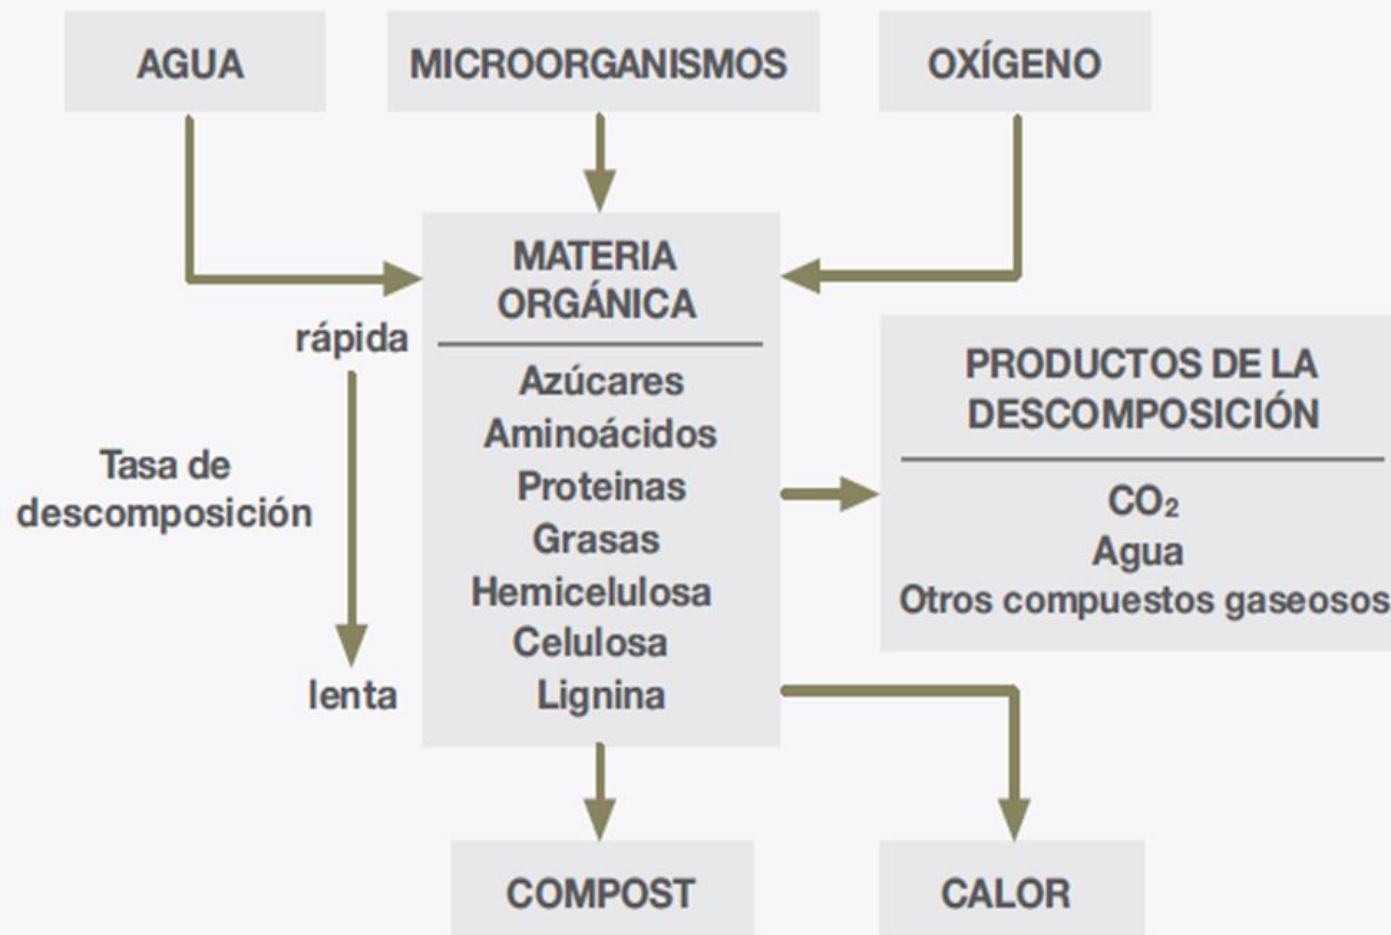 AGUA
MICROORGANISMOS
OXÍGENO
MATERIA
ORGÁNICA
rápida
Tasa de
descomposición
lenta
Azúcares
Aminoácidos
Proteinas
Grasas
Hemicelulosa
Celulosa
Lignina
PRODUCTOS DE LA
DESCOMPOSICIÓN
CO₂
Agua
Otros compuestos gaseosos
COMPOST
CALOR